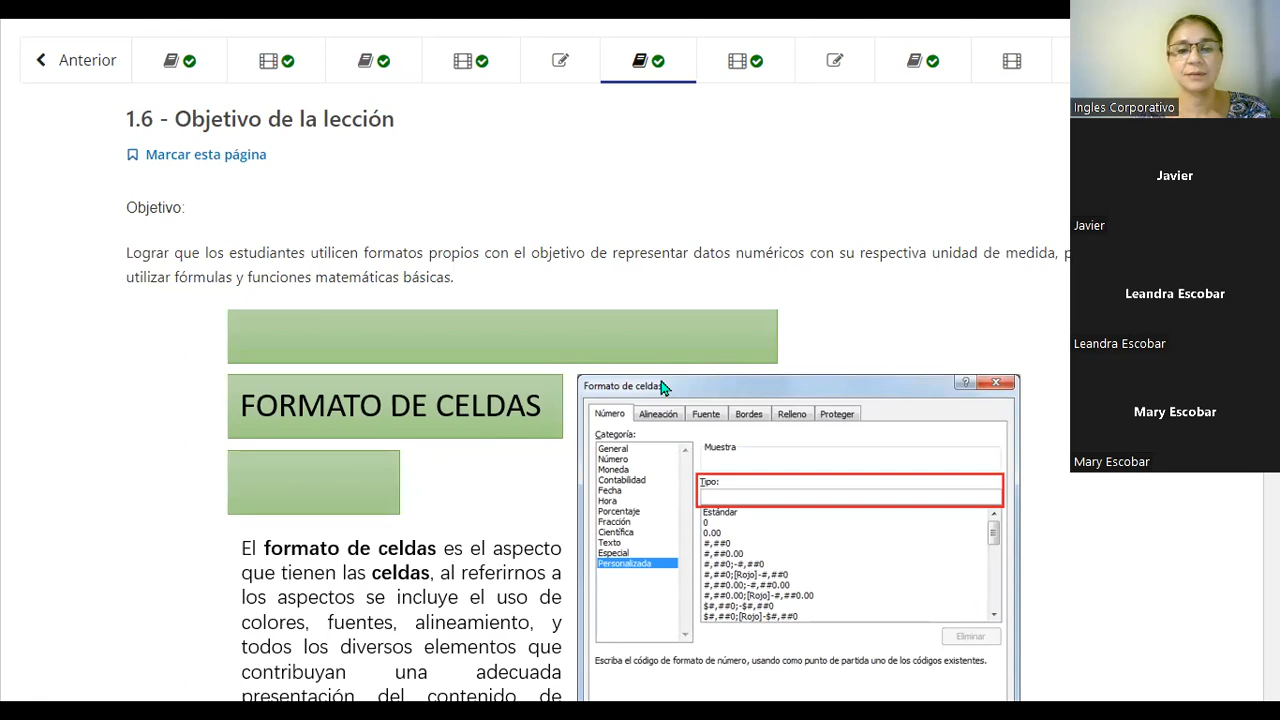 Anterior
1.6 - Objetivo de la lección
Marcar esta página
Objetivo:
Lograr que los estudiantes utilicen formatos propios con el objetivo de representar datos numéricos con su respectiva unidad de medida, p
utilizar fórmulas y funciones matemáticas básicas.
FORMATO DE CELDAS
El formato de celdas es el aspecto
que tienen las celdas, al referirnos a
los aspectos se incluye el uso de
colores, fuentes, alineamiento, y
todos los diversos elementos que
contribuyan una adecuada
presentación del contenido de
Formato de celdas
Número Alineación Fuente Bordes Relleno Proteger
Categoría:
General
Número
Moneda
Contabilidad
Fecha
Hora
Porcentaje
Fracción
Científica
Texto
Especial
Personalizada
Muestra
Tipo:
Estándar
0
0.00
#,##0
#,##0.00
#,##0;-#,##0
#,##0;[Rojo]-#,##0
#,##0.00;-#,##0.00
#,##0.00;[Rojo]-#,##0.00
$#,##0;-$#,##0
$#,##0;[Rojo]-$#,##0
Eliminar
Escriba el código de formato de número, usando como punto de partida uno de los códigos existentes.
Ingles Corporativo
Javier
Javier
Leandra Escobar
Leandra Escobar
Mary Escobar
Mary Escobar